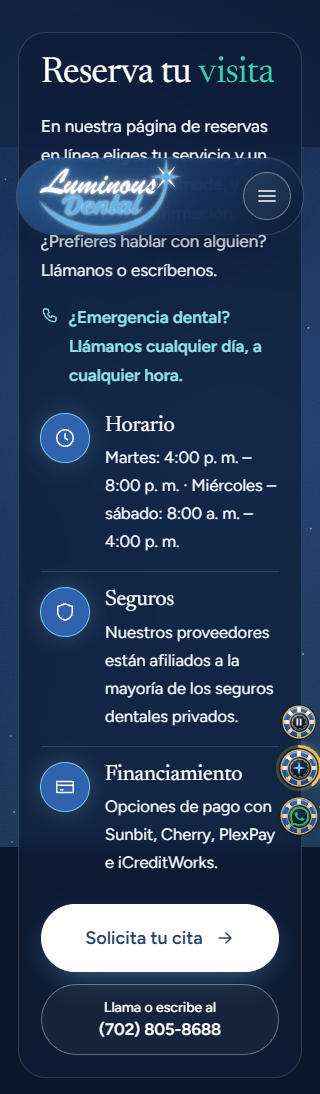 Reserva tu visita
En nuestra página de reservas
en línea eliges tu servicio y un
Luminous
Dental
¿Prefieres hablar con alguien?
Llámanos o escríbenos.
¿Emergencia dental?
Llámanos cualquier día, a
cualquier hora.
Horario
Martes: 4:00 p. m. –
8:00 p. m. · Miércoles –
sábado: 8:00 a. m. –
4:00 p. m.
Seguros
Nuestros proveedores
están afiliados a la
mayoría de los seguros
dentales privados.
Financiamiento
Opciones de pago con
Sunbit, Cherry, PlexPay
e iCreditWorks.
Solicita tu cita
Llama o escribe al
(702) 805-8688